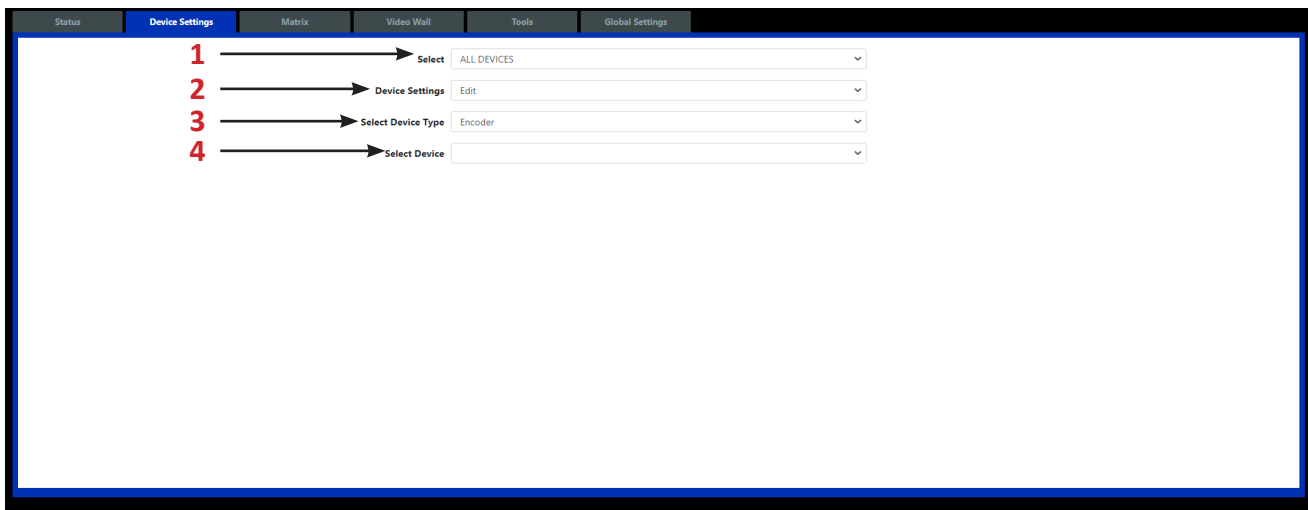 Status Device Settings Matrix Video Wall Tools Global Settings
1 Select ALL DEVICES
2 Device Settings Edit
3 Select Device Type Encoder
4 Select Device